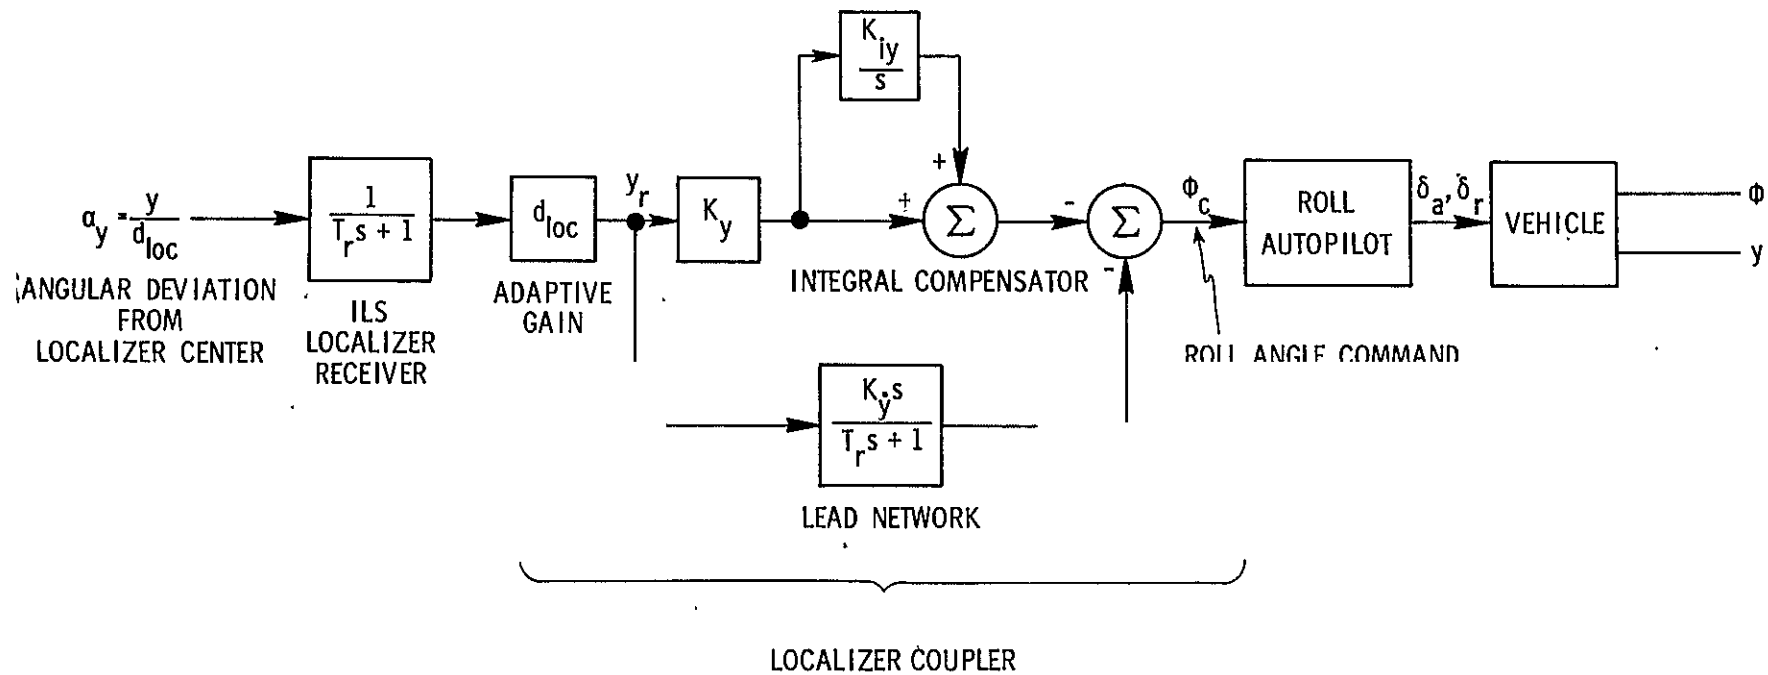 α_y = y / d_loc
ANGULAR DEVIATION
FROM
LOCALIZER CENTER
1 / T_r s + 1
ILS
LOCALIZER
RECEIVER
d_loc
ADAPTIVE
GAIN
y_r
K_y
K_iy / s
+
+
Σ
INTEGRAL COMPENSATOR
-
-
Σ
Φ_c
ROLL ANGLE COMMAND
ROLL
AUTOPILOT
δ_a, δ_r
VEHICLE
Φ
y
K_ẏ s / T_r s + 1
LEAD NETWORK
LOCALIZER COUPLER